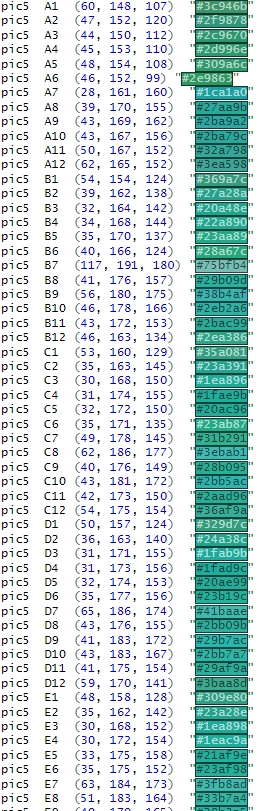 pic5 A1 (60, 148, 107) "#3c946b"
pic5 A2 (47, 152, 120) "#2f9878"
pic5 A3 (44, 150, 112) "#2c9670"
pic5 A4 (45, 153, 110) "#2d996e"
pic5 A5 (48, 154, 108) "#309a6c"
pic5 A6 (46, 152, 99) "#2e9863"
pic5 A7 (28, 161, 160) "#1ca1a0"
pic5 A8 (39, 170, 155) "#27aa9b"
pic5 A9 (43, 169, 162) "#2ba9a2"
pic5 A10 (43, 167, 156) "#2ba79c"
pic5 A11 (50, 167, 152) "#32a798"
pic5 A12 (62, 165, 152) "#3ea598"
pic5 B1 (54, 154, 124) "#369a7c"
pic5 B2 (39, 162, 138) "#27a28a"
pic5 B3 (32, 164, 142) "#20a48e"
pic5 B4 (34, 168, 144) "#22a890"
pic5 B5 (35, 170, 137) "#23aa89"
pic5 B6 (40, 166, 124) "#28a67c"
pic5 B7 (117, 191, 180) "#75bfb4"
pic5 B8 (41, 176, 157) "#29b09d"
pic5 B9 (56, 180, 175) "#38b4af"
pic5 B10 (46, 178, 166) "#2eb2a6"
pic5 B11 (43, 172, 153) "#2bac99"
pic5 B12 (46, 163, 134) "#2ea386"
pic5 C1 (53, 160, 129) "#35a081"
pic5 C2 (35, 163, 145) "#23a391"
pic5 C3 (30, 168, 150) "#1ea896"
pic5 C4 (31, 174, 155) "#1fae9b"
pic5 C5 (32, 172, 150) "#20ac96"
pic5 C6 (35, 171, 135) "#23ab87"
pic5 C7 (49, 178, 145) "#31b291"
pic5 C8 (62, 186, 177) "#3ebab1"
pic5 C9 (40, 176, 149) "#28b095"
pic5 C10 (43, 181, 172) "#2bb5ac"
pic5 C11 (42, 173, 150) "#2aad96"
pic5 C12 (54, 175, 154) "#36af9a"
pic5 D1 (50, 157, 124) "#329d7c"
pic5 D2 (36, 163, 140) "#24a38c"
pic5 D3 (31, 171, 155) "#1fab9b"
pic5 D4 (31, 173, 156) "#1fad9c"
pic5 D5 (32, 174, 153) "#20ae99"
pic5 D6 (35, 177, 156) "#23b19c"
pic5 D7 (65, 186, 174) "#41baae"
pic5 D8 (43, 176, 155) "#2bb09b"
pic5 D9 (41, 183, 172) "#29b7ac"
pic5 D10 (43, 183, 167) "#2bb7a7"
pic5 D11 (41, 175, 154) "#29af9a"
pic5 D12 (59, 170, 141) "#3baa8d"
pic5 E1 (48, 158, 128) "#309e80"
pic5 E2 (35, 162, 142) "#23a28e"
pic5 E3 (30, 168, 152) "#1ea898"
pic5 E4 (30, 172, 154) "#1eac9a"
pic5 E5 (33, 175, 158) "#21af9e"
pic5 E6 (35, 175, 152) "#23af98"
pic5 E7 (63, 184, 173) "#3fb8ad"
pic5 E8 (51, 183, 164) "#33b7a4"